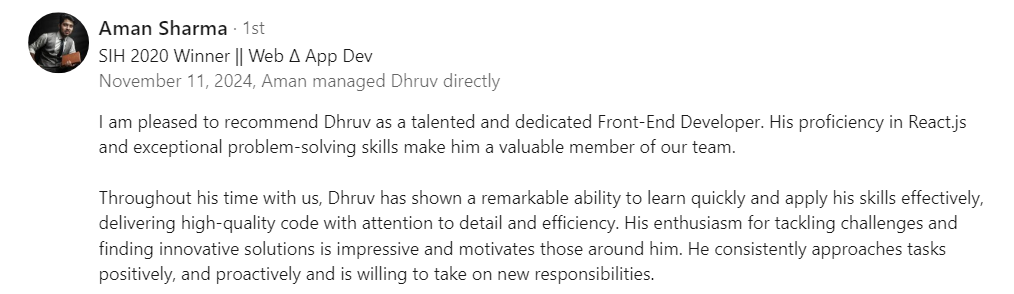 Aman Sharma · 1st
SIH 2020 Winner || Web Δ App Dev
November 11, 2024, Aman managed Dhruv directly
I am pleased to recommend Dhruv as a talented and dedicated Front-End Developer. His proficiency in React.js
and exceptional problem-solving skills make him a valuable member of our team.
Throughout his time with us, Dhruv has shown a remarkable ability to learn quickly and apply his skills effectively,
delivering high-quality code with attention to detail and efficiency. His enthusiasm for tackling challenges and
finding innovative solutions is impressive and motivates those around him. He consistently approaches tasks
positively, and proactively and is willing to take on new responsibilities.